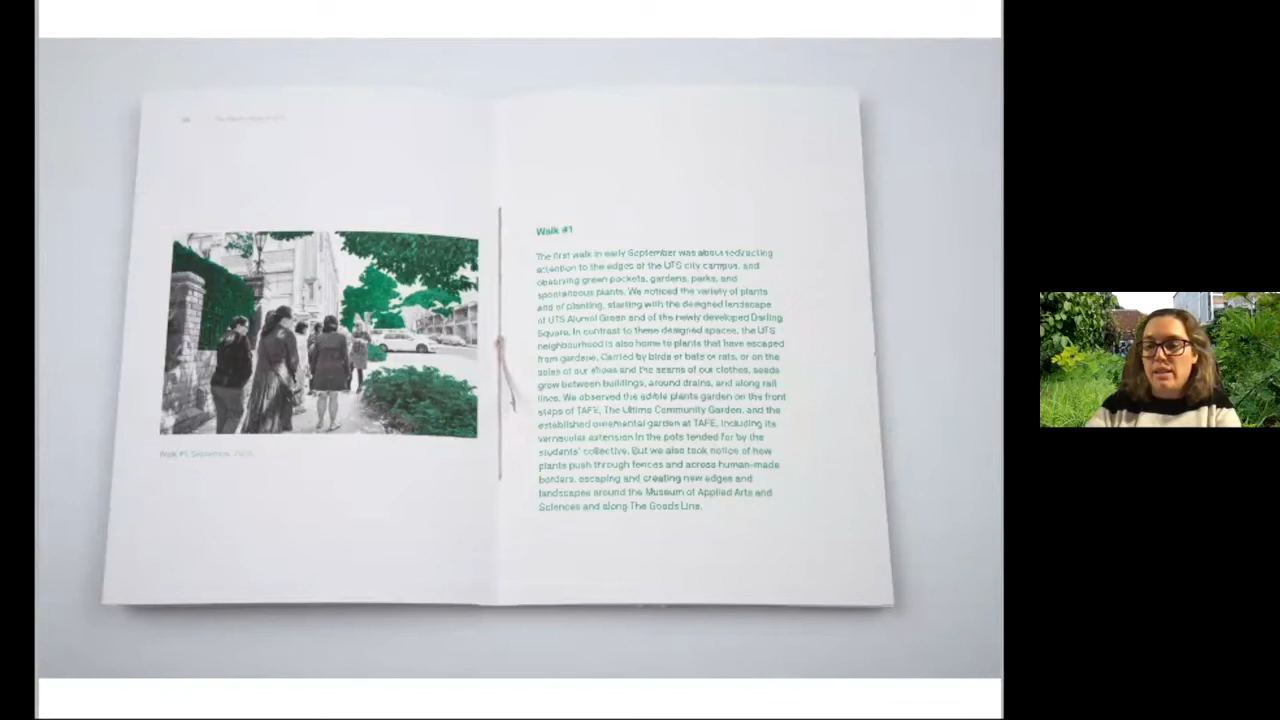 Walk #1
The first walk in early September was about redirecting
attention to the edges of the UTS city campus, and
observing green pockets, gardens, parks, and
spontaneous plants. We noticed the variety of plants
and of planting, starting with the designed landscape
of UTS Alumni Green and of the newly developed Darling
Square. In contrast to these designed spaces, the UTS
neighbourhood is also home to plants that have escaped
from gardens. Carried by birds or bats or rats, or on the
soles of our shoes and the seams of our clothes, seeds
grow between buildings, around drains, and along rail
lines. We observed the edible plants garden on the front
steps of TAFE, The Ultimo Community Garden, and the
established ornamental garden at TAFE, including its
vernacular extension in the pots tended for by the
students' collective. But we also took notice of how
plants push through fences and across human-made
borders, escaping and creating new edges and
landscapes around the Museum of Applied Arts and
Sciences and along The Goods Line.
Walk #1, September,